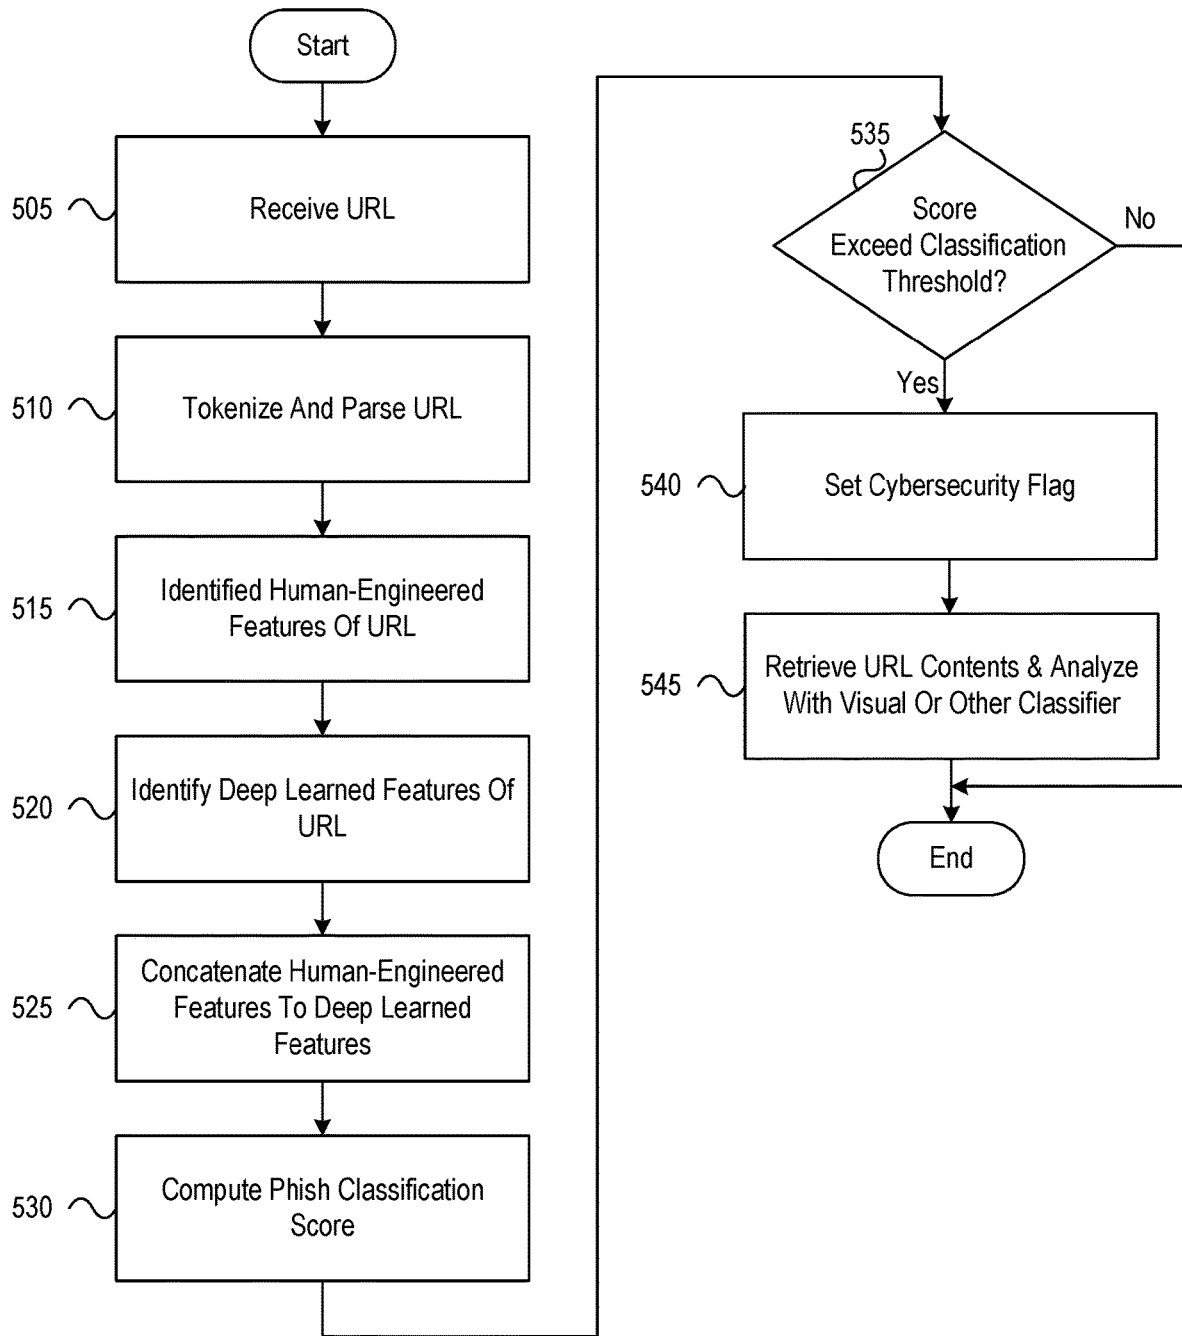 Start
505
Receive URL
510
Tokenize And Parse URL
515
Identified Human-Engineered
Features Of URL
520
Identify Deep Learned Features Of
URL
525
Concatenate Human-Engineered
Features To Deep Learned
Features
530
Compute Phish Classification
Score
535
Score
Exceed Classification
Threshold?
No
Yes
540
Set Cybersecurity Flag
545
Retrieve URL Contents & Analyze
With Visual Or Other Classifier
End